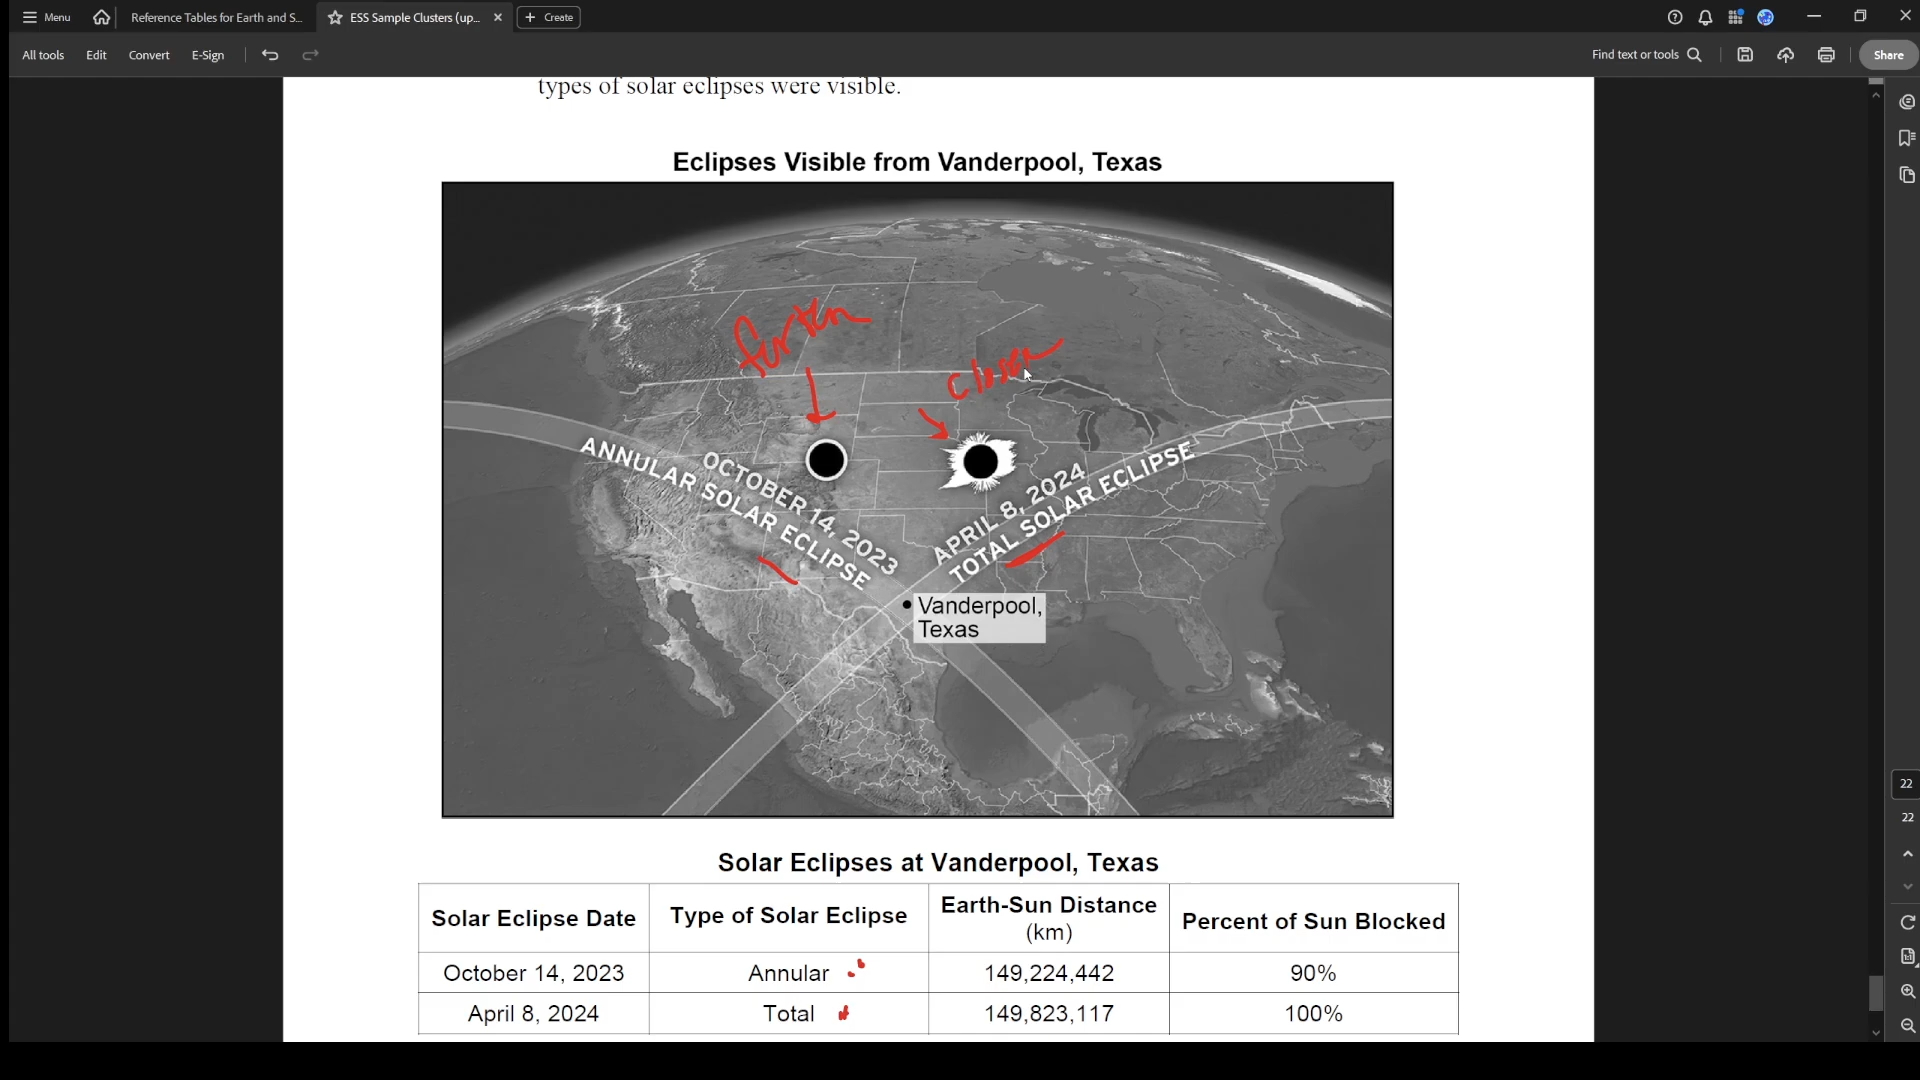 Menu
Reference Tables for Earth and S...
ESS Sample Clusters (up...
Create
All tools
Edit
Convert
E-Sign
Find text or tools
Share
types of solar eclipses were visible.
Eclipses Visible from Vanderpool, Texas
closer
OCTOBER 14, 2023
ANNULAR SOLAR ECLIPSE
APRIL 8, 2024
TOTAL SOLAR ECLIPSE
Vanderpool,
Texas
22
22
Solar Eclipses at Vanderpool, Texas
Solar Eclipse Date Type of Solar Eclipse Earth-Sun Distance (km) Percent of Sun Blocked
October 14, 2023 Annular 149,224,442 90%
April 8, 2024 Total 149,823,117 100%